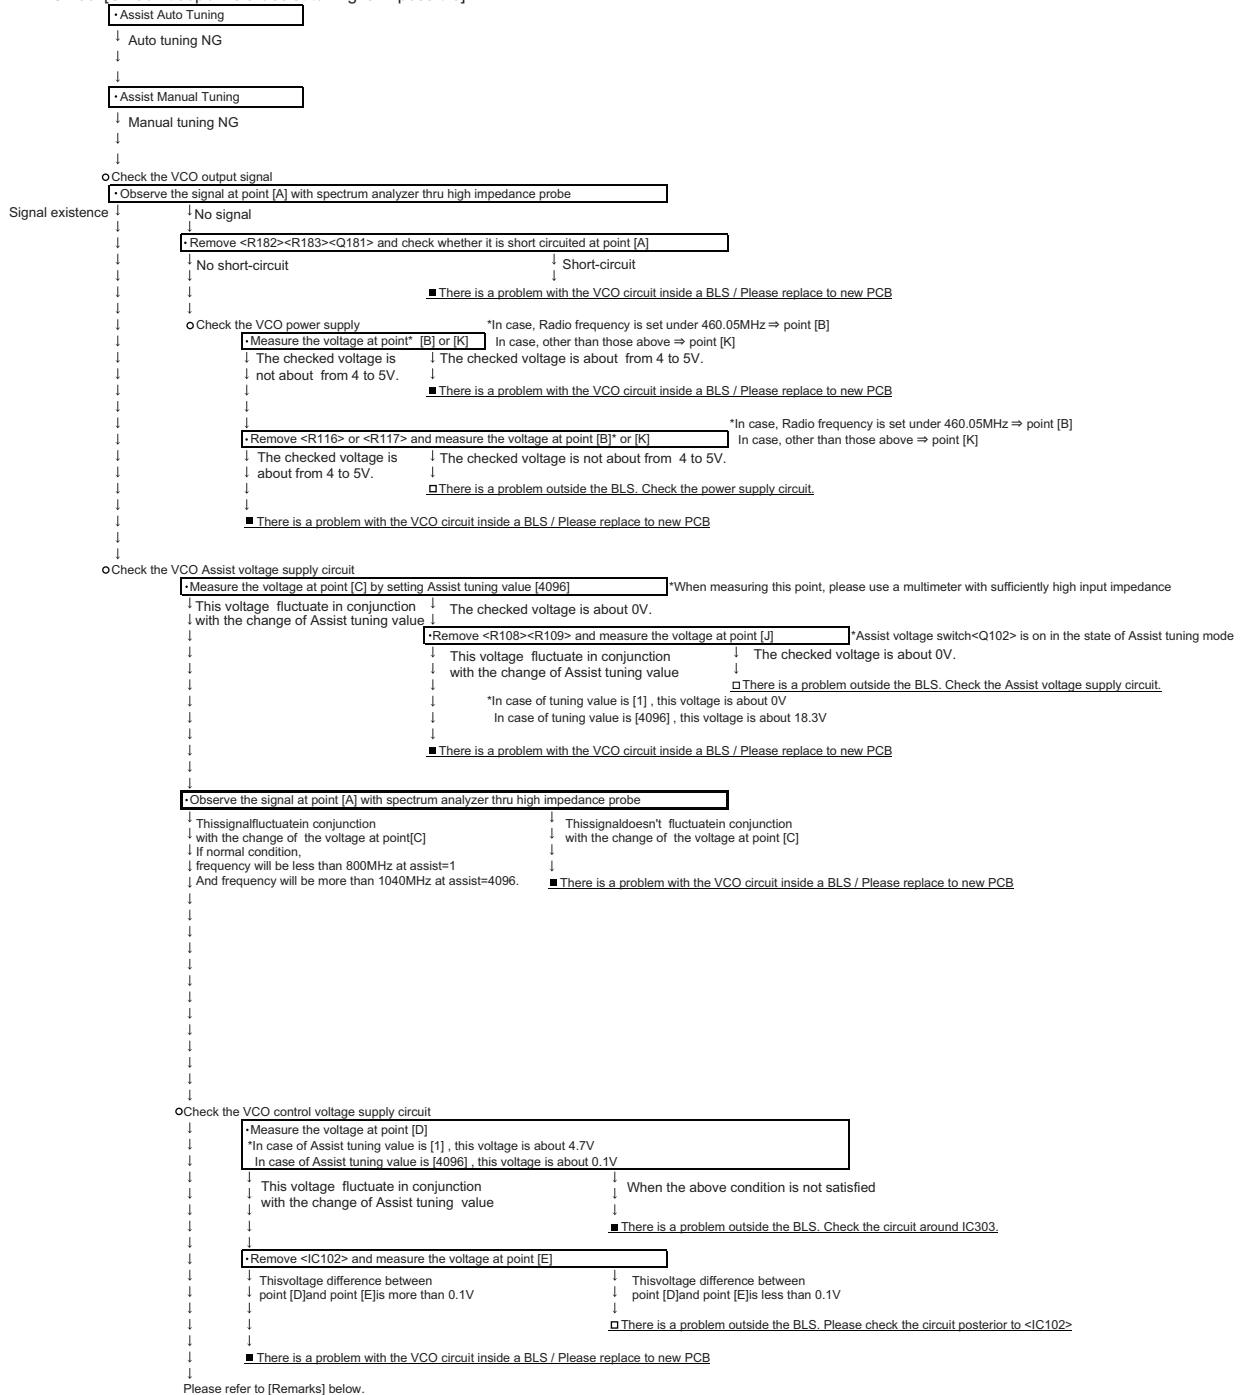 ・Assist Auto Tuning
↓ Auto tuning NG
・Assist Manual Tuning
↓ Manual tuning NG
○Check the VCO output signal
・Observe the signal at point [A] with spectrum analyzer thru high impedance probe
Signal existence ↓ ↓No signal
・Remove <R182><R183><Q181> and check whether it is short circuited at point [A]
↓ No short-circuit ↓ Short-circuit
■There is a problem with the VCO circuit inside a BLS / Please replace to new PCB
○Check the VCO power supply *In case, Radio frequency is set under 460.05MHz⇒ point [B]
・Measure the voltage at point* [B] or [K] In case, other than those above ⇒ point [K]
↓ The checked voltage is ↓The checked voltage is about from 4 to 5V.
↓ not about from 4 to 5V.
■There is a problem with the VCO circuit inside a BLS / Please replace to new PCB
*In case, Radio frequency is set under 460.05MHz⇒ point [B]
・Remove <R116> or <R117> and measure the voltage at point [B]* or [K] In case, other than those above ⇒ point [K]
↓ The checked voltage is ↓The checked voltage is not about from 4 to 5V.
↓ about from 4 to 5V.
□There is a problem outside the BLS. Check the power supply circuit.
■There is a problem with the VCO circuit inside a BLS / Please replace to new PCB
○Check the VCO Assist voltage supply circuit
・Measure the voltage at point [C] by setting Assist tuning value [4096] *When measuring this point, please use a multimeter with sufficiently high input impedance
↓This voltage fluctuate in conjunction ↓ The checked voltage is about 0V.
↓with the change of Assist tuning value
・Remove <R108><R109> and measure the voltage at point [J] *Assist voltage switch<Q102> is on in the state of Assist tuning mode
↓ This voltage fluctuate in conjunction ↓ The checked voltage is about 0V.
↓ with the change of Assist tuning value
□There is a problem outside the BLS. Check the Assist voltage supply circuit.
*In case of tuning value is [1] , this voltage is about 0V
In case of tuning value is [4096] , this voltage is about 18.3V
■There is a problem with the VCO circuit inside a BLS / Please replace to new PCB
・Observe the signal at point [A] with spectrum analyzer thru high impedance probe
↓Thissignalfluctuatein conjunction ↓ Thissignaldoesn't fluctuatein conjunction
↓with the change of the voltage at point[C] ↓ with the change of the voltage at point [C]
↓If normal condition,
↓frequency will be less than 800MHz at assist=1
↓And frequency will be more than 1040MHz at assist=4096. ■There is a problem with the VCO circuit inside a BLS / Please replace to new PCB
○Check the VCO control voltage supply circuit
・Measure the voltage at point [D]
*In case of Assist tuning value is [1] , this voltage is about 4.7V
In case of Assist tuning value is [4096] , this voltage is about 0.1V
↓ This voltage fluctuate in conjunction ↓ When the above condition is not satisfied
↓ with the change of Assist tuning value
■There is a problem outside the BLS. Check the circuit around IC303.
・Remove <IC102> and measure the voltage at point [E]
↓ Thisvoltage difference between ↓ Thisvoltage difference between
↓ point [D]and point [E]is more than 0.1V ↓ point [D]and point [E]is less than 0.1V
□There is a problem outside the BLS. Please check the circuit posterior to <IC102>
■There is a problem with the VCO circuit inside a BLS / Please replace to new PCB
Please refer to [Remarks] below.